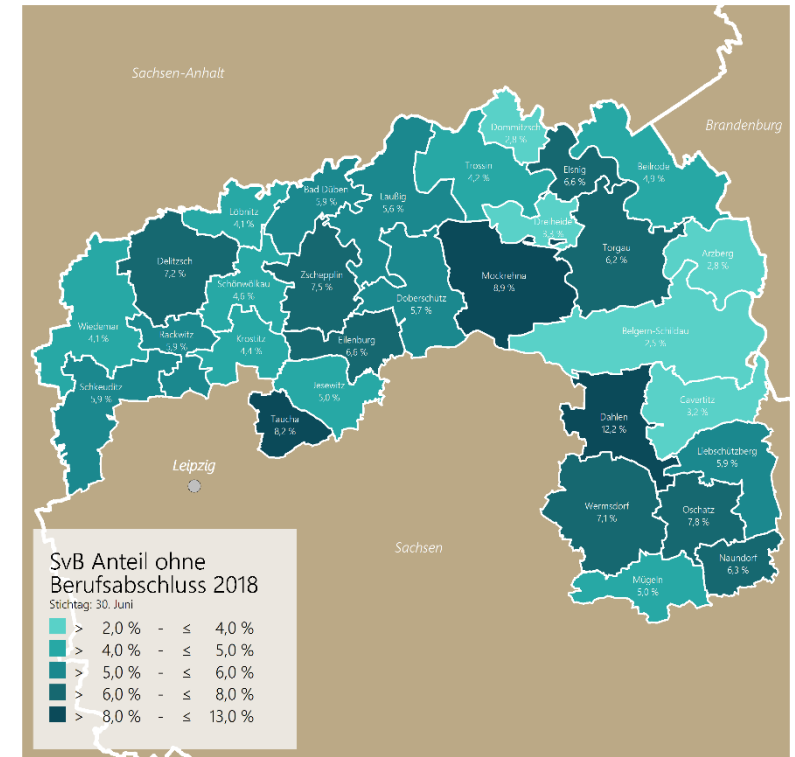 Sachsen-Anhalt
Brandenburg
Dommitzsch
2,8 %
Trossin
4,2 %
Elsnig
6,6 %
Beilrode
4,9 %
Bad Düben
5,9 %
Laußig
5,6 %
Löbnitz
4,1 %
Dreiheide
3,3 %
Torgau
6,2 %
Arzberg
2,8 %
Delitzsch
7,2 %
Zschepplin
7,5 %
Mockrehna
8,9 %
Schönwölkau
4,6 %
Doberschütz
5,7 %
Wiedemar
4,1 %
Rackwitz
5,9 %
Krostitz
4,4 %
Eilenburg
6,6 %
Belgern-Schildau
2,5 %
Schkeuditz
5,9 %
Jesewitz
5,0 %
Cavertitz
3,2 %
Taucha
8,2 %
Dahlen
12,2 %
Liebschützberg
5,9 %
Leipzig
Wermsdorf
7,1 %
Oschatz
7,8 %
Sachsen
Naundorf
6,3 %
Mügeln
5,0 %
SvB Anteil ohne
Berufsabschluss 2018
Stichtag: 30. Juni
> 2,0 % - ≤ 4,0 %
> 4,0 % - ≤ 5,0 %
> 5,0 % - ≤ 6,0 %
> 6,0 % - ≤ 8,0 %
> 8,0 % - ≤ 13,0 %